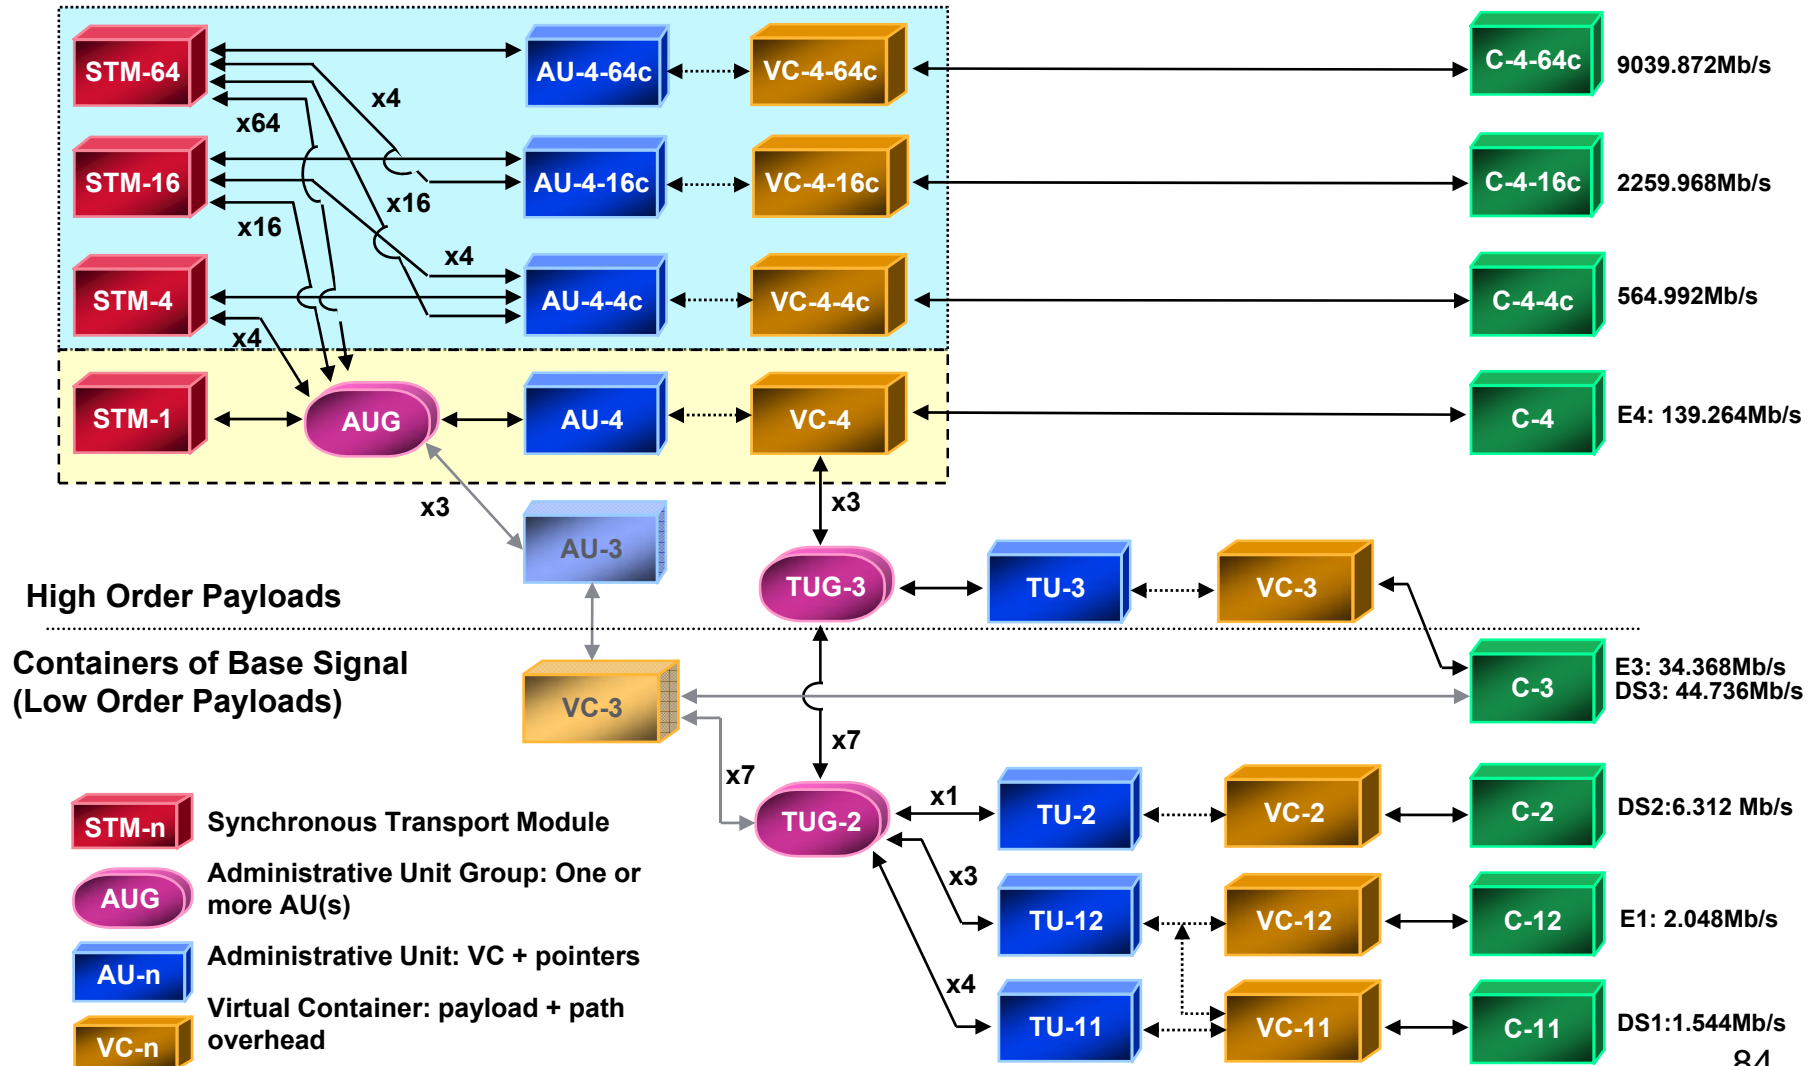 STM-64
AU-4-64c
VC-4-64c
C-4-64c
9039.872Mb/s
x4
x64
STM-16
AU-4-16c
VC-4-16c
C-4-16c
2259.968Mb/s
x16
x16
x4
STM-4
AU-4-4c
VC-4-4c
C-4-4c
564.992Mb/s
x4
STM-1
AUG
AU-4
VC-4
C-4
E4: 139.264Mb/s
x3
x3
AU-3
TUG-3
TU-3
VC-3
High Order Payloads
Containers of Base Signal
(Low Order Payloads)
VC-3
C-3
E3: 34.368Mb/s
DS3: 44.736Mb/s
x7
x7
TUG-2
x1
TU-2
VC-2
C-2
DS2:6.312 Mb/s
x3
TU-12
VC-12
C-12
E1: 2.048Mb/s
x4
TU-11
VC-11
C-11
DS1:1.544Mb/s
STM-n
Synchronous Transport Module
AUG
Administrative Unit Group: One or
more AU(s)
AU-n
Administrative Unit: VC + pointers
VC-n
Virtual Container: payload + path
overhead
84